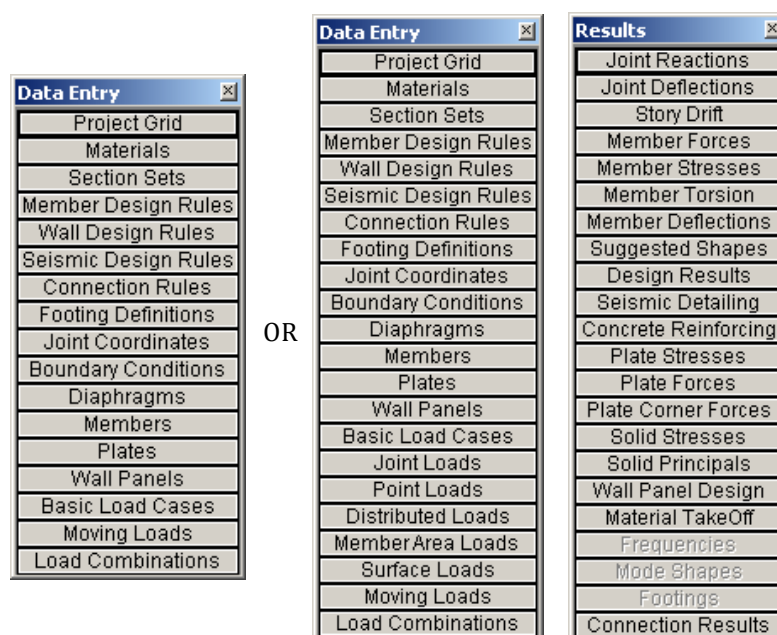 Data Entry
Project Grid
Materials
Section Sets
Member Design Rules
Wall Design Rules
Seismic Design Rules
Connection Rules
Footing Definitions
Joint Coordinates
Boundary Conditions
Diaphragms
Members
Plates
Wall Panels
Basic Load Cases
Moving Loads
Load Combinations
OR
Data Entry
Project Grid
Materials
Section Sets
Member Design Rules
Wall Design Rules
Seismic Design Rules
Connection Rules
Footing Definitions
Joint Coordinates
Boundary Conditions
Diaphragms
Members
Plates
Wall Panels
Basic Load Cases
Joint Loads
Point Loads
Distributed Loads
Member Area Loads
Surface Loads
Moving Loads
Load Combinations
Results
Joint Reactions
Joint Deflections
Story Drift
Member Forces
Member Stresses
Member Torsion
Member Deflections
Suggested Shapes
Design Results
Seismic Detailing
Concrete Reinforcing
Plate Stresses
Plate Forces
Plate Corner Forces
Solid Stresses
Solid Principals
Wall Panel Design
Material TakeOff
Frequencies
Mode Shapes
Footings
Connection Results